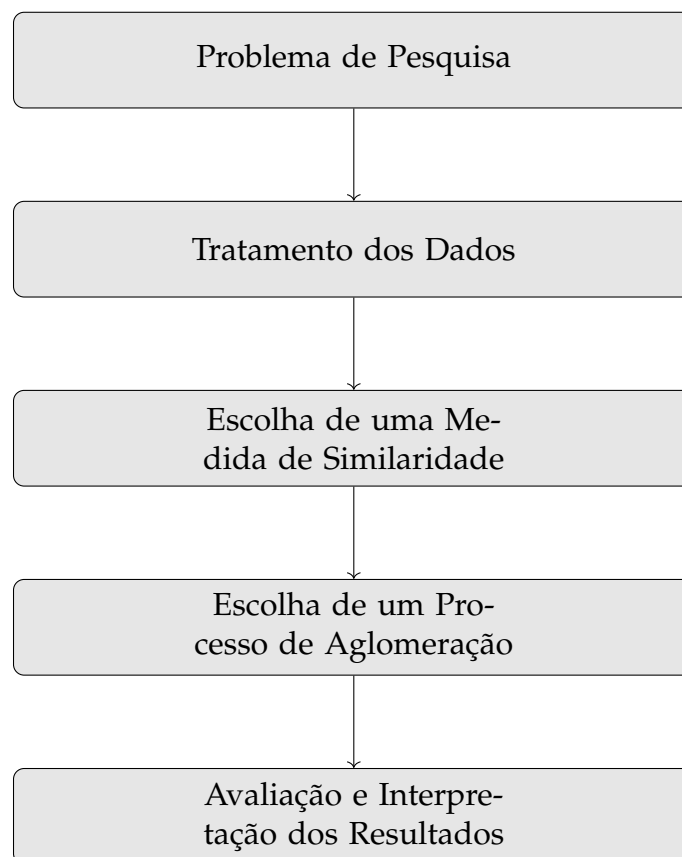 Problema de Pesquisa
Tratamento dos Dados
Escolha de uma Me-
dida de Similaridade
Escolha de um Pro-
cesso de Aglomeração
Avaliação e Interpre-
tação dos Resultados